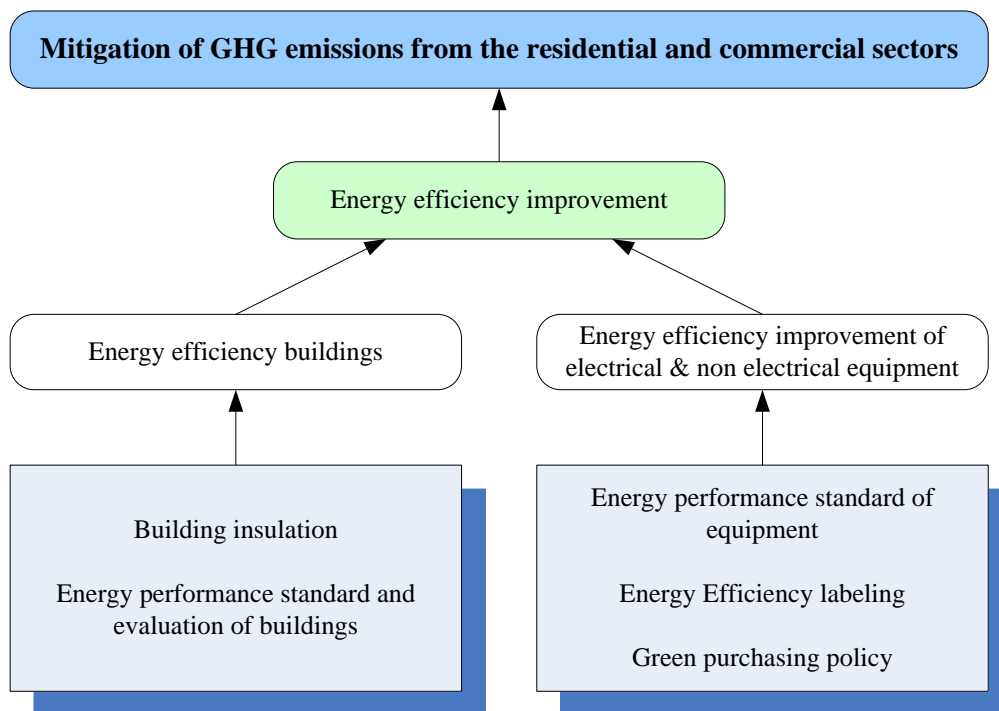 Mitigation of GHG emissions from the residential and commercial sectors
Energy efficiency improvement
Energy efficiency buildings
Energy efficiency improvement of
electrical & non electrical equipment
Building insulation
Energy performance standard and
evaluation of buildings
Energy performance standard of
equipment
Energy Efficiency labeling
Green purchasing policy